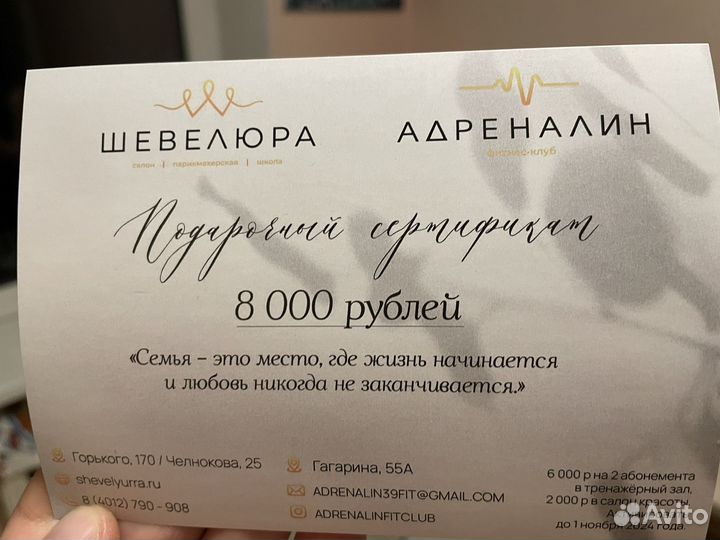 ШЕВЕЛЮРА
салон | парикмахерская | школа
АДРЕНАЛИН
фитнес-клуб
Подарочный сертификат
8 000 рублей
«Семья – это место, где жизнь начинается
и любовь никогда не заканчивается.»
Горького, 170 / Челнокова, 25
shevelyurra.ru
8 (4012) 790 - 908
Гагарина, 55А
ADRENALIN39FIT@GMAIL.COM
ADRENALINFITCLUB
6 000 р на 2 абонемента
в тренажёрный зал,
2 000 р в салон красоты.
до 1 ноября 2024 года.
Avito